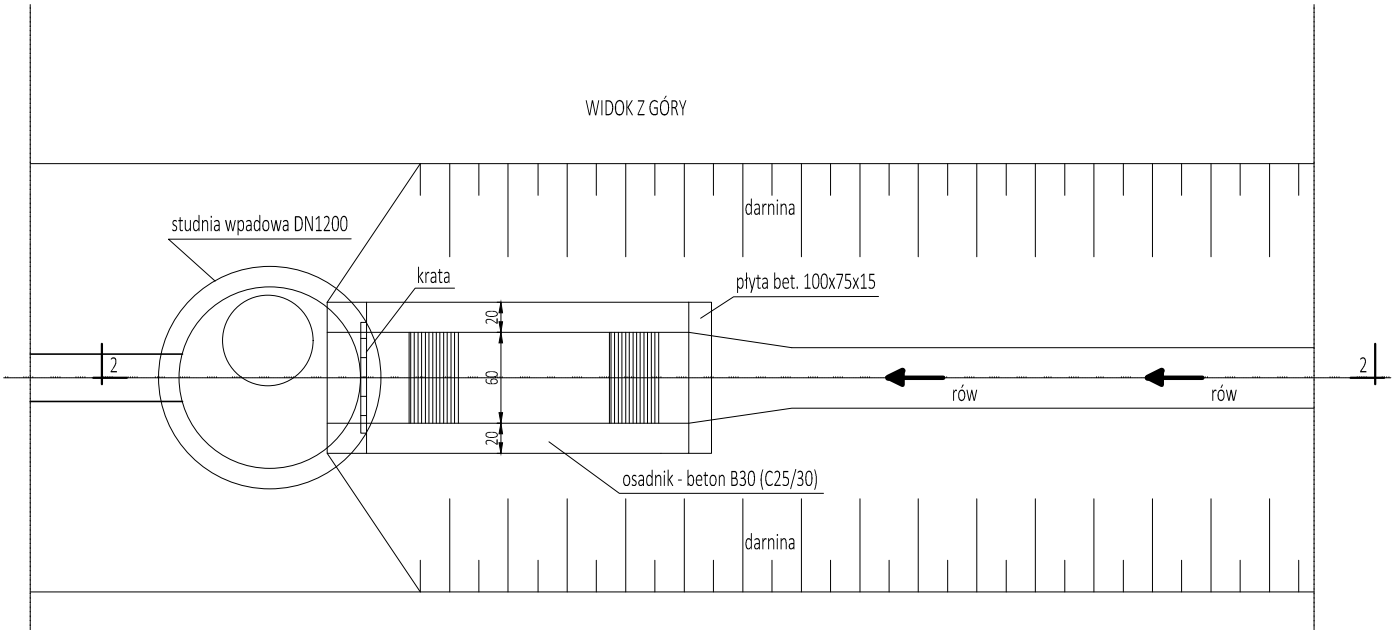 WIDOK Z GÓRY
darnina
studnia wpadowa DN1200
krata
płyta bet. 100x75x15
20
2
60
2
rów
rów
20
osadnik - beton B30 (C25/30)
darnina